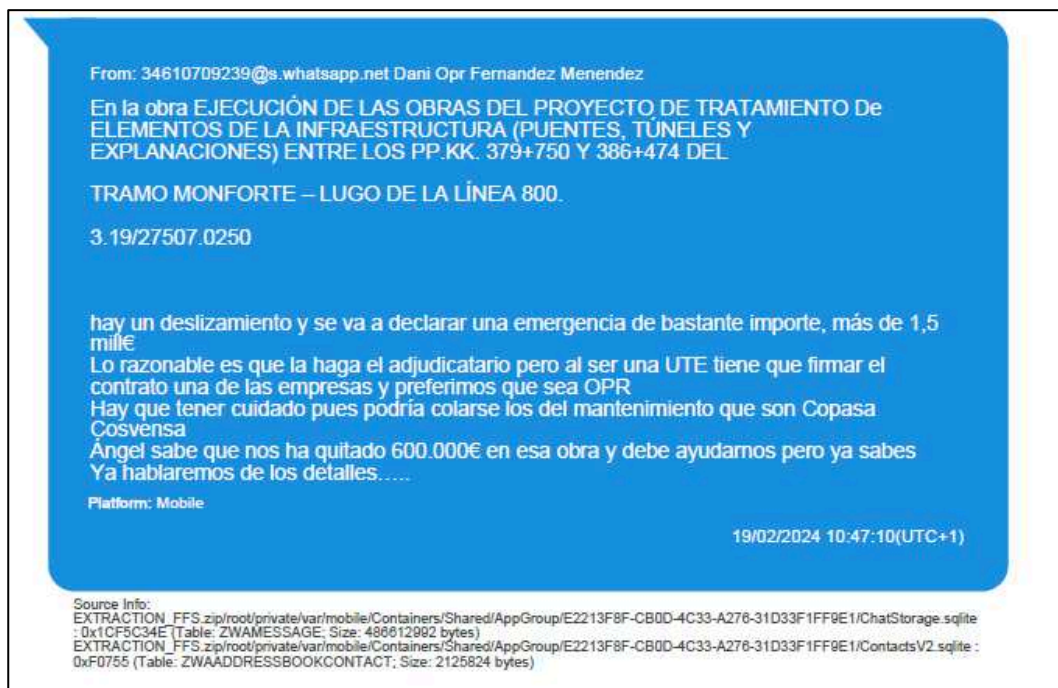 From: 34610709239@s.whatsapp.net Dani Opr Fernandez Menendez
En la obra EJECUCIÓN DE LAS OBRAS DEL PROYECTO DE TRATAMIENTO De
ELEMENTOS DE LA INFRAESTRUCTURA (PUENTES, TÚNELES Y
EXPLANACIONES) ENTRE LOS PP.KK. 379+750 Y 386+474 DEL
TRAMO MONFORTE – LUGO DE LA LÍNEA 800.
3.19/27507.0250
hay un deslizamiento y se va a declarar una emergencia de bastante importe, más de 1,5
mill€
Lo razonable es que la haga el adjudicatario pero al ser una UTE tiene que firmar el
contrato una de las empresas y preferimos que sea OPR
Hay que tener cuidado pues podría colarse los del mantenimiento que son Copasa
Cosvensa
Ángel sabe que nos ha quitado 600.000€ en esa obra y debe ayudarnos pero ya sabes
Ya hablaremos de los detalles…..
Platform: Mobile
19/02/2024 10:47:10(UTC+1)
Source Info:
EXTRACTION_FFS.zip/root/private/var/mobile/Containers/Shared/AppGroup/E2213F8F-CB0D-4C33-A276-31D33F1FF9E1/ChatStorage.sqlite
: 0x1CF5C34E (Table: ZWAMESSAGE; Size: 486612992 bytes)
EXTRACTION_FFS.zip/root/private/var/mobile/Containers/Shared/AppGroup/E2213F8F-CB0D-4C33-A276-31D33F1FF9E1/ContactsV2.sqlite :
0xF0755 (Table: ZWAADDRESSBOOKCONTACT; Size: 2125824 bytes)